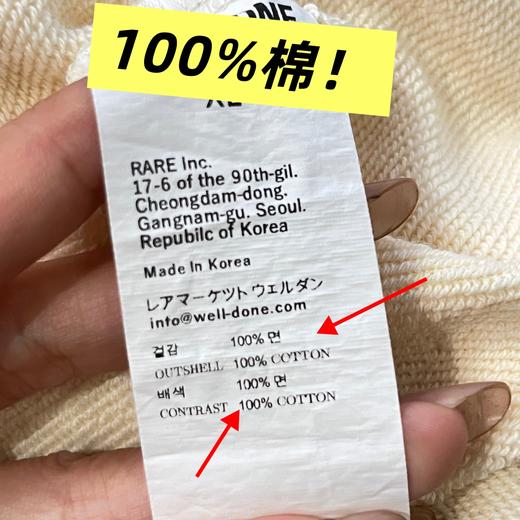 100%棉!
RARE Inc.
17-6 of the 90th-gil.
Cheongdam-dong.
Gangnam-gu. Seoul.
Repubilc of Korea
Made In Korea
レアマーケット ウェルダン
into@well-done.com
겉감 100% 면
OUTSHELL 100% COTTON
배색 100% 면
CONTRAST 100% COTTON